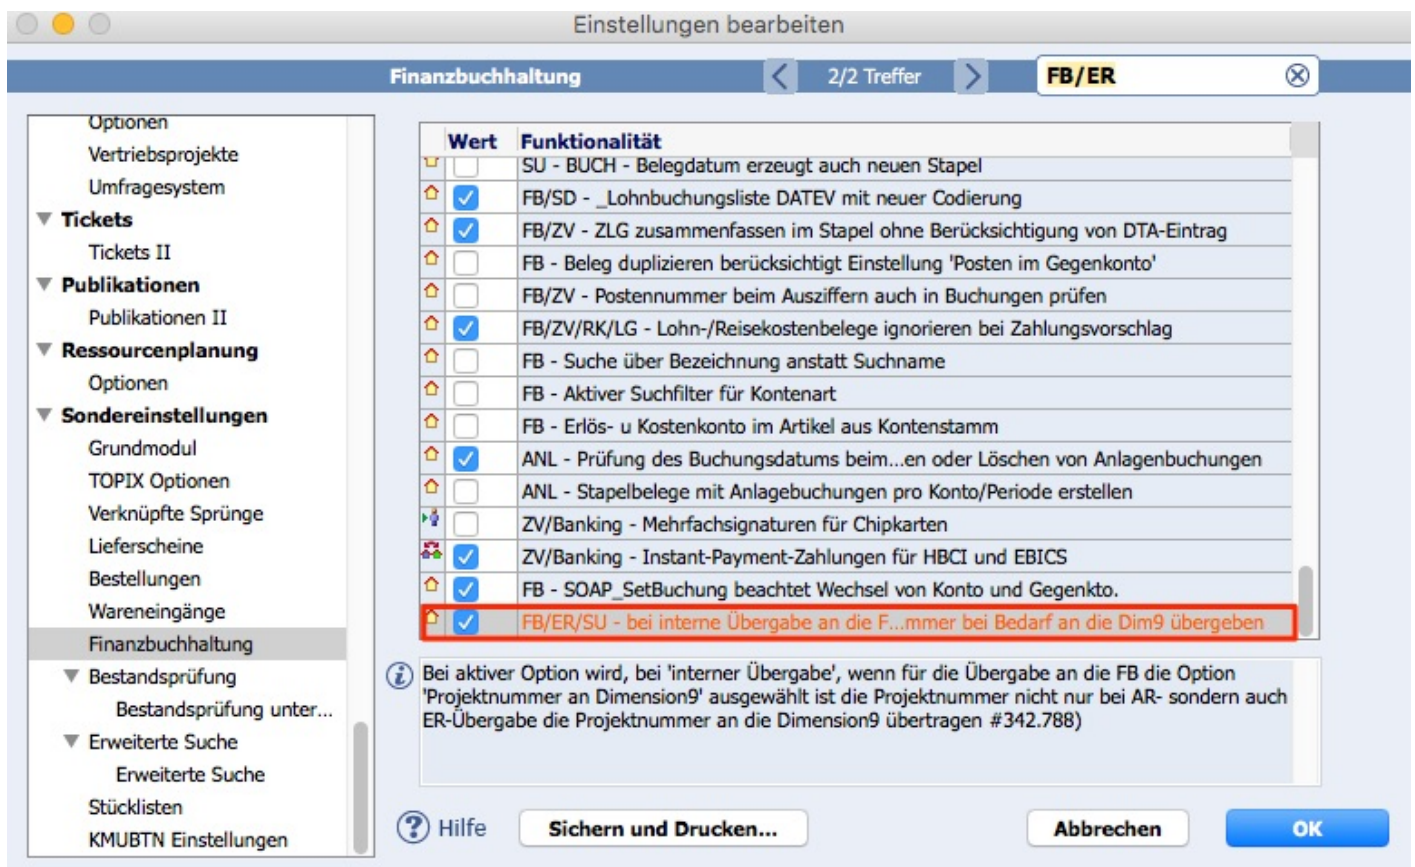 Einstellungen bearbeiten
Finanzbuchhaltung
2/2 Treffer
FB/ER
Optionen
Vertriebsprojekte
Umfragesystem
Tickets
Tickets II
Publikationen
Publikationen II
Ressourcenplanung
Optionen
Sondereinstellungen
Grundmodul
TOPIX Optionen
Verknüpfte Sprünge
Lieferscheine
Bestellungen
Wareneingänge
Finanzbuchhaltung
Bestandsprüfung
Bestandsprüfung unter...
Erweiterte Suche
Erweiterte Suche
Stücklisten
KMUBTN Einstellungen
Wert Funktionalität
SU - BUCH - Belegdatum erzeugt auch neuen Stapel
FB/SD - _Lohnbuchungsliste DATEV mit neuer Codierung
FB/ZV - ZLG zusammenfassen im Stapel ohne Berücksichtigung von DTA-Eintrag
FB - Beleg duplizieren berücksichtigt Einstellung 'Posten im Gegenkonto'
FB/ZV - Postennummer beim Ausziffern auch in Buchungen prüfen
FB/ZV/RK/LG - Lohn-/Reisekostenbelege ignorieren bei Zahlungsvorschlag
FB - Suche über Bezeichnung anstatt Suchname
FB - Aktiver Suchfilter für Kontenart
FB - Erlös- u Kostenkonto im Artikel aus Kontenstamm
ANL - Prüfung des Buchungsdatums beim...en oder Löschen von Anlagenbuchungen
ANL - Stapelbelege mit Anlagebuchungen pro Konto/Periode erstellen
ZV/Banking - Mehrfachsignaturen für Chipkarten
ZV/Banking - Instant-Payment-Zahlungen für HBCI und EBICS
FB - SOAP_SetBuchung beachtet Wechsel von Konto und Gegenkto.
FB/ER/SU - bei interne Übergabe an die F...mmer bei Bedarf an die Dim9 übergeben
Bei aktiver Option wird, bei 'interner Übergabe', wenn für die Übergabe an die FB die Option
'Projektnummer an Dimension9' ausgewählt ist die Projektnummer nicht nur bei AR- sondern auch
ER-Übergabe die Projektnummer an die Dimension9 übertragen #342.788)
? Hilfe
Sichern und Drucken...
Abbrechen
OK